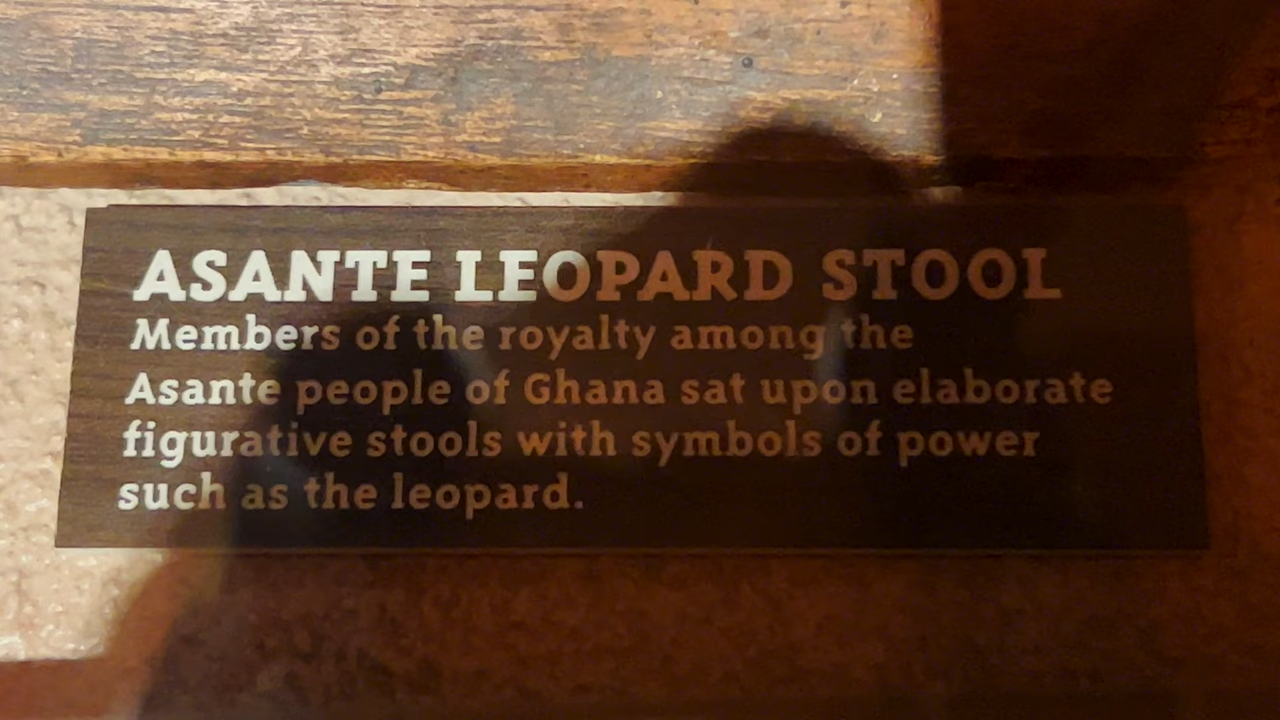 ASANTE LEOPARD STOOL
Members of the royalty among the
Asante people of Ghana sat upon elaborate
figurative stools with symbols of power
such as the leopard.